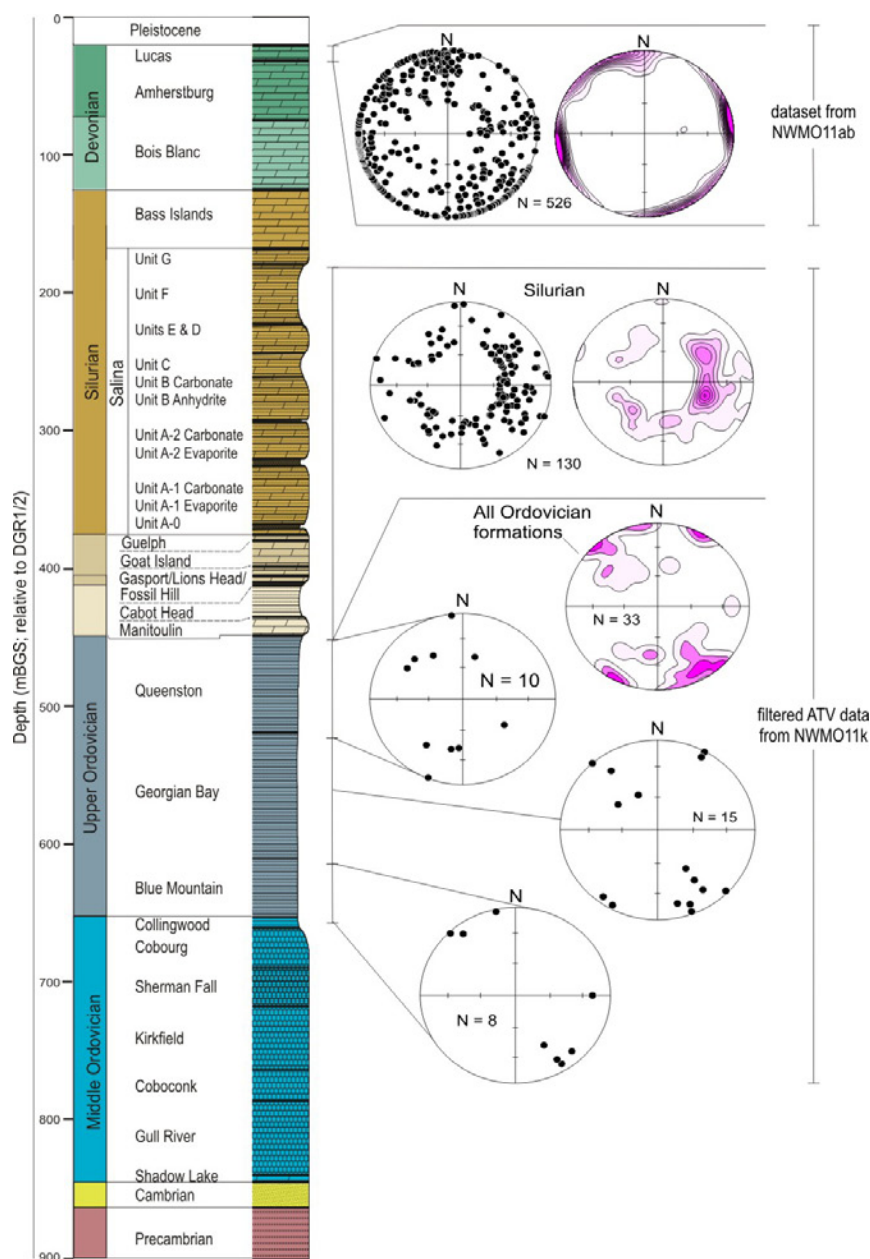 Depth (mBGS; relative to DGR1/2)
0
100
200
300
400
500
600
700
800
900
Devonian
Silurian
Upper Ordovician
Middle Ordovician
Salina
Pleistocene
Lucas
Amherstburg
Bois Blanc
Bass Islands
Unit G
Unit F
Units E & D
Unit C
Unit B Carbonate
Unit B Anhydrite
Unit A-2 Carbonate
Unit A-2 Evaporite
Unit A-1 Carbonate
Unit A-1 Evaporite
Unit A-0
Guelph
Goat Island
Gasport/Lions Head/
Fossil Hill
Cabot Head
Manitoulin
Queenston
Georgian Bay
Blue Mountain
Collingwood
Cobourg
Sherman Fall
Kirkfield
Coboconk
Gull River
Shadow Lake
Cambrian
Precambrian
N
N
N = 526
dataset from
NWMO11ab
N
Silurian
N
N = 130
All Ordovician
formations
N
N = 33
N
N = 10
filtered ATV data
from NWMO11k
N
N = 15
N
N = 8